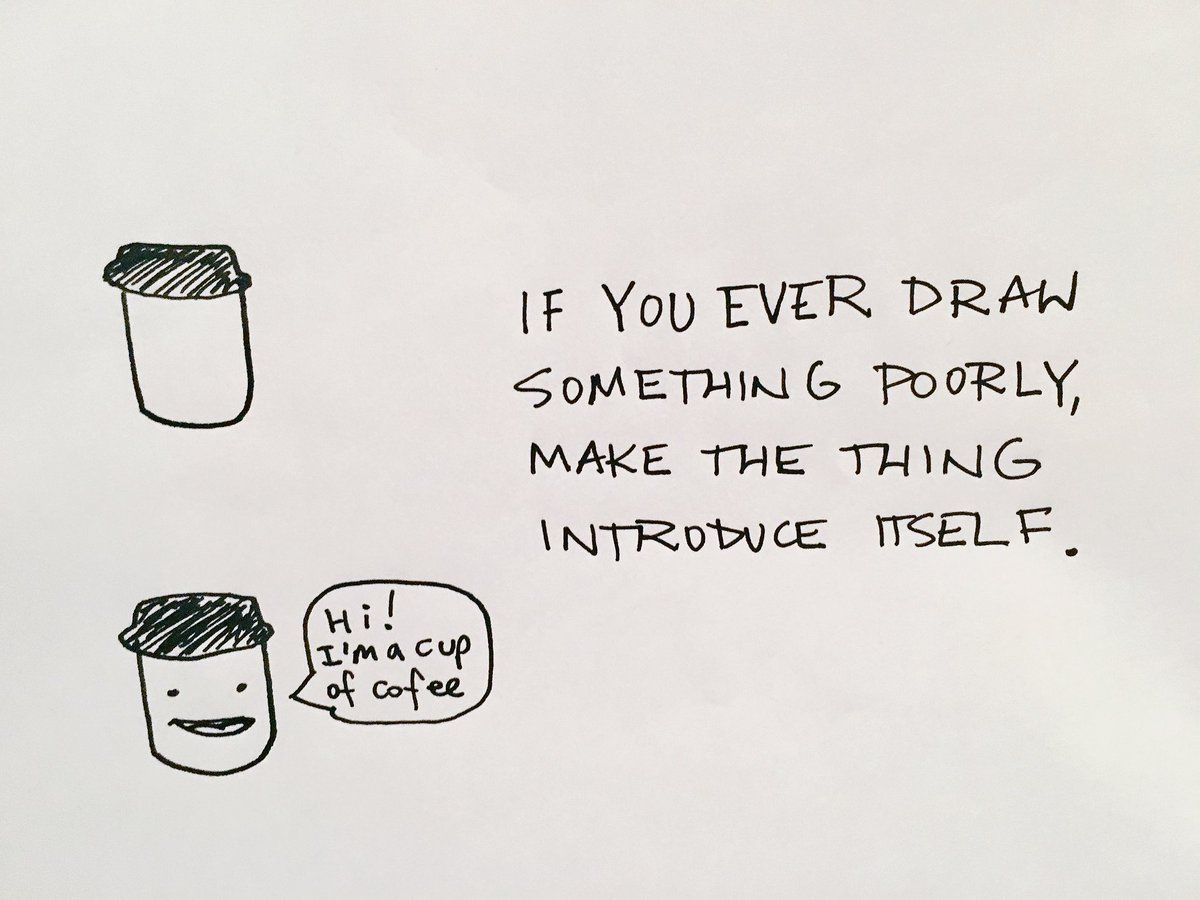 IF YOU EVER DRAW
SOMETHING POORLY,
MAKE THE THING
INTRODUCE ITSELF.
Hi!
I'm a cup
of cofee